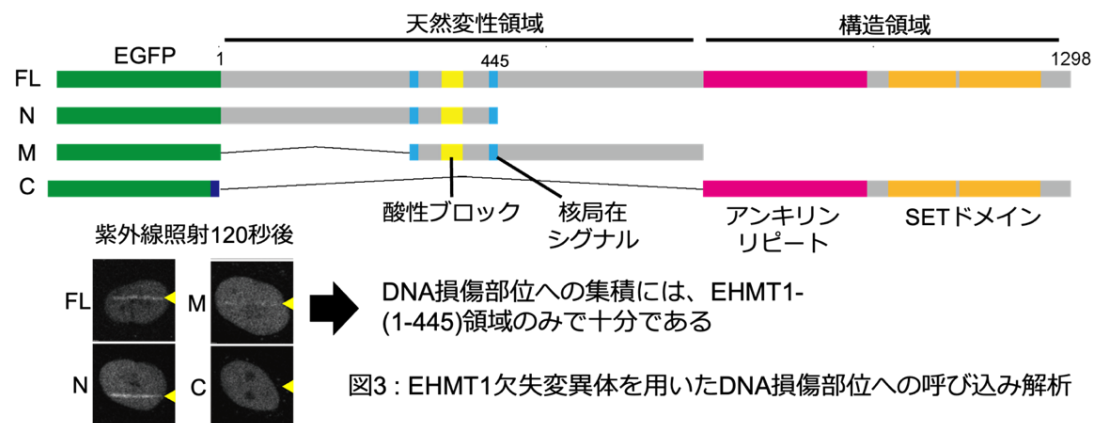 天然変性領域
構造領域
EGFP
1
445
1298
FL
N
M
C
酸性ブロック
核局在
シグナル
アンキリン
リピート
SETドメイン
紫外線照射120秒後
FL
M
N
C
DNA損傷部位への集積には、EHMT1-
(1-445)領域のみで十分である
図3 : EHMT1欠失変異体を用いたDNA損傷部位への呼び込み解析